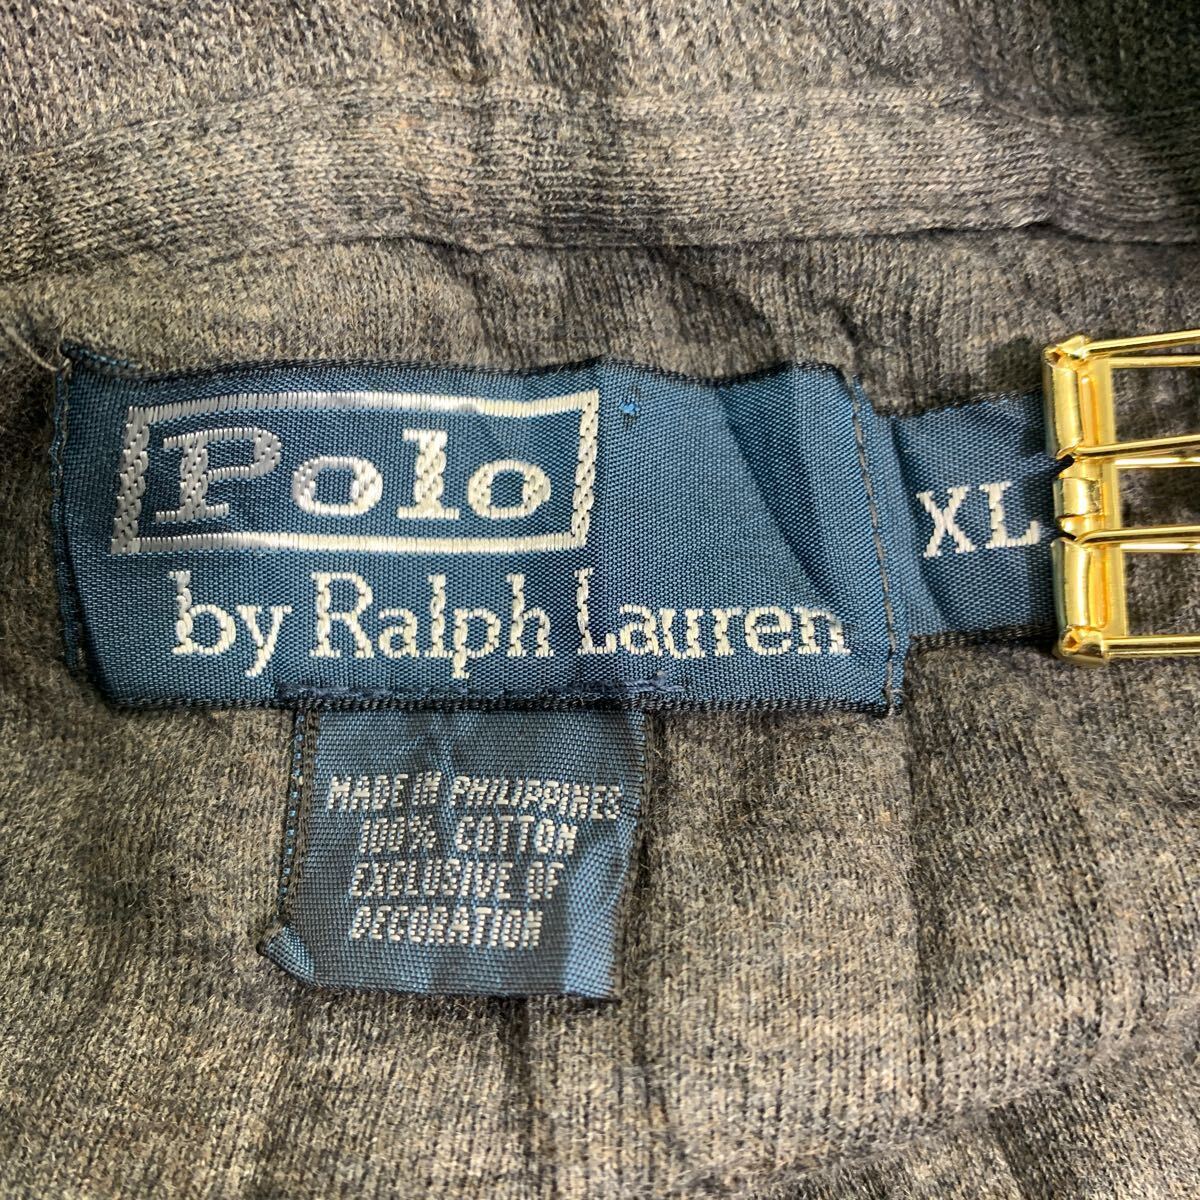 Polo
by Ralph Lauren
XL
MADE IN PHILIPPINES
100% COTTON
EXCLUSIVE OF
DECORATION